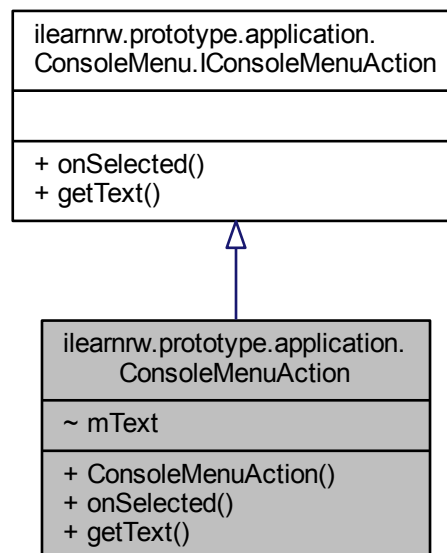 ilearnrw.prototype.application.
ConsoleMenu.IConsoleMenuAction
+ onSelected()
+ getText()
ilearnrw.prototype.application.
ConsoleMenuAction
~ mText
+ ConsoleMenuAction()
+ onSelected()
+ getText()